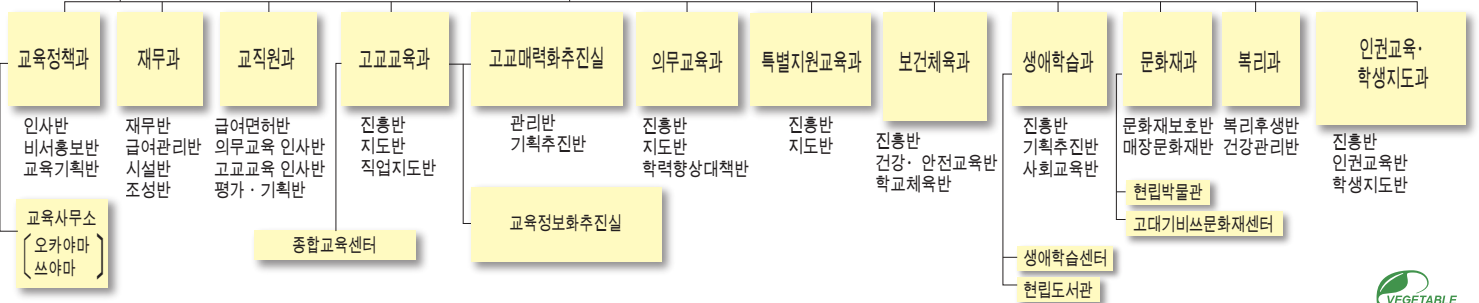 교육정책과
인사반
비서홍보반
교육기획반
교육사무소
오카야마
쓰야마
재무과
재무반
급여관리반
시설반
조성반
교직원과
급여면허반
의무교육 인사반
고교교육 인사반
평가 · 기획반
고교교육과
진흥반
지도반
직업지도반
종합교육센터
고교매력화추진실
관리반
기획추진반
교육정보화추진실
의무교육과
진흥반
지도반
학력향상대책반
특별지원교육과
진흥반
지도반
보건체육과
진흥반
건강· 안전교육반
학교체육반
생애학습과
진흥반
기획추진반
사회교육반
생애학습센터
현립도서관
문화재과
문화재보호반
매장문화재반
현립박물관
고대기비쓰문화재센터
복리과
복리후생반
건강관리반
인권교육·
학생지도과
진흥반
인권교육반
학생지도반
VEGETABLE